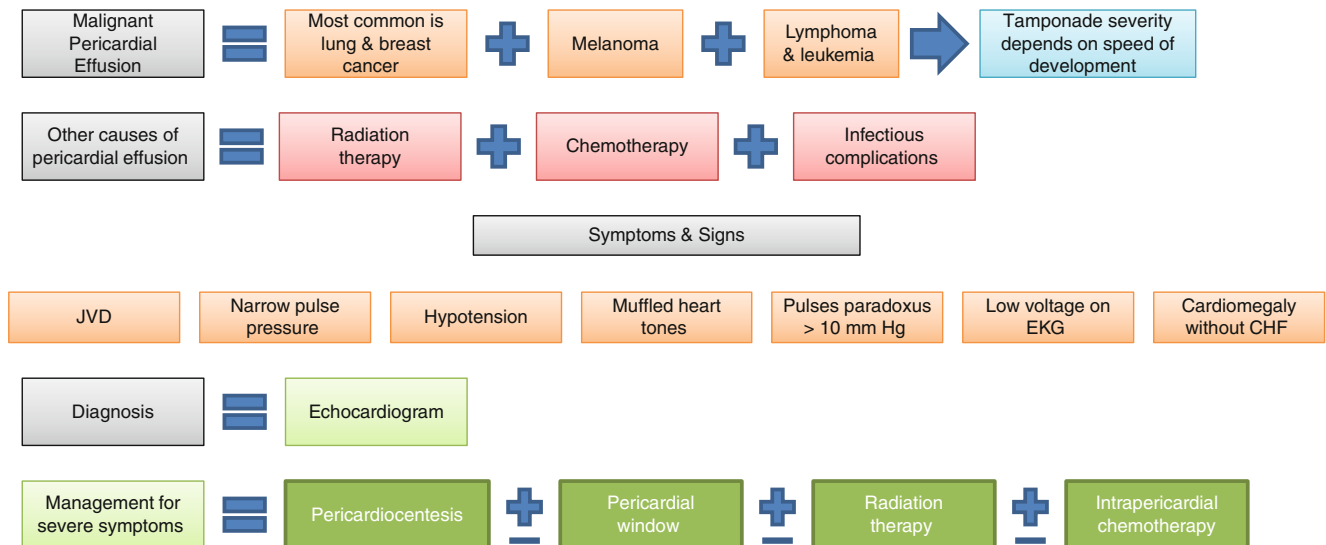 Malignant
Pericardial
Effusion
Most common is
lung & breast
cancer
Melanoma
Lymphoma
& leukemia
Tamponade severity
depends on speed of
development
Other causes of
pericardial effusion
Radiation
therapy
Chemotherapy
Infectious
complications
Symptoms & Signs
JVD
Narrow pulse
pressure
Hypotension
Muffled heart
tones
Pulses paradoxus
> 10 mm Hg
Low voltage on
EKG
Cardiomegaly
without CHF
Diagnosis
Echocardiogram
Management for
severe symptoms
Pericardiocentesis
Pericardial
window
Radiation
therapy
Intrapericardial
chemotherapy